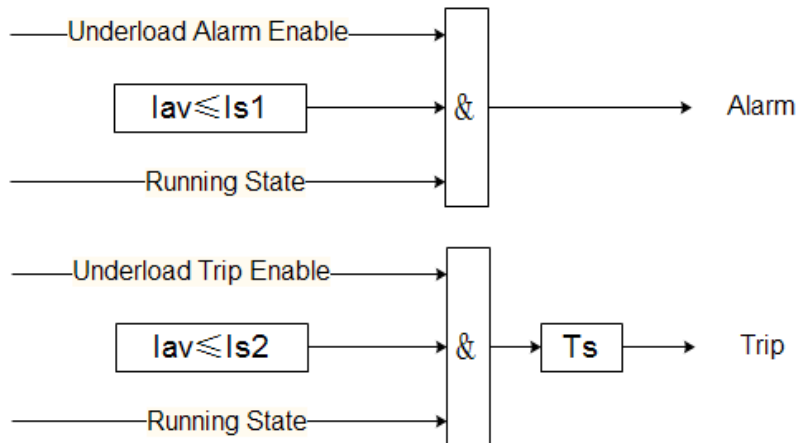 Underload Alarm Enable
Iav≤Is1
&
Alarm
Running State
Underload Trip Enable
Iav≤Is2
&
Ts
Trip
Running State